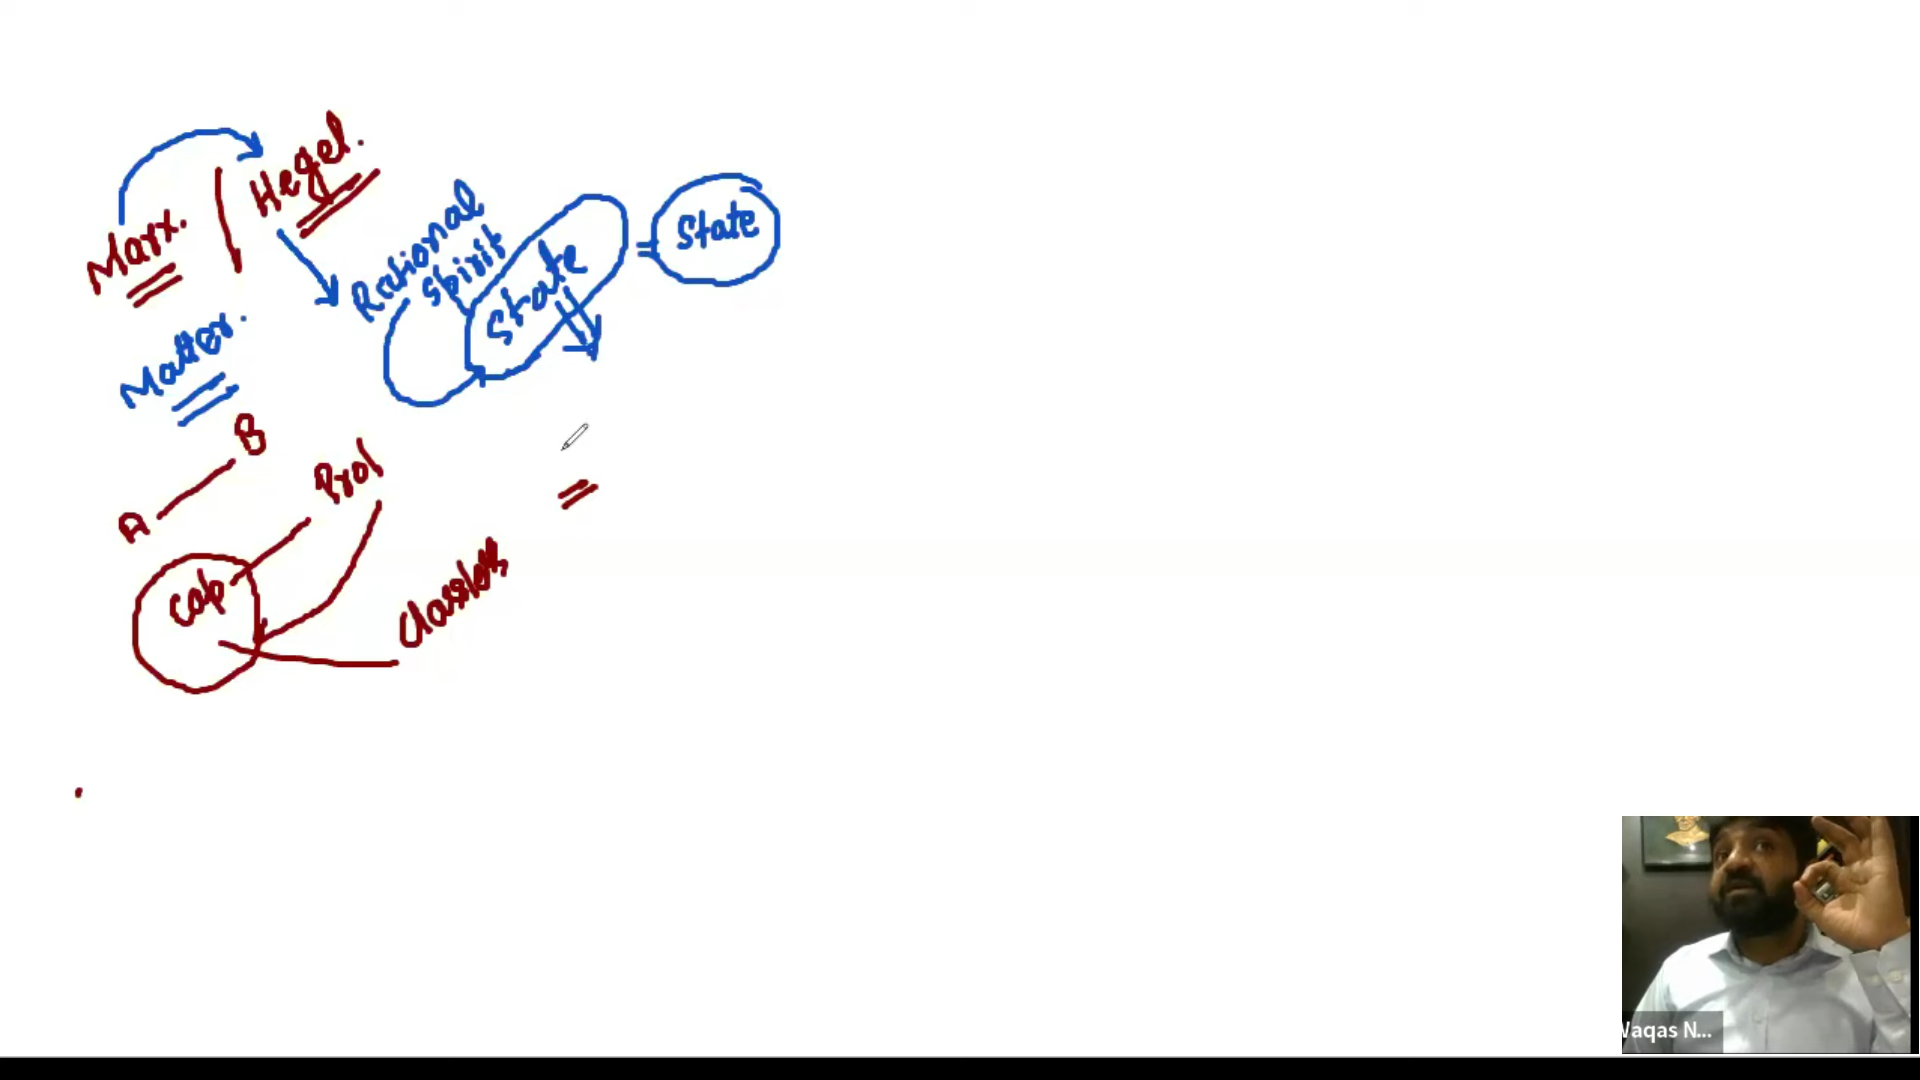 Hegel.
Marx.
Rational
spirit
State
= State
Matter.
B
A
Prol
Cap
Classless
Waqas N...